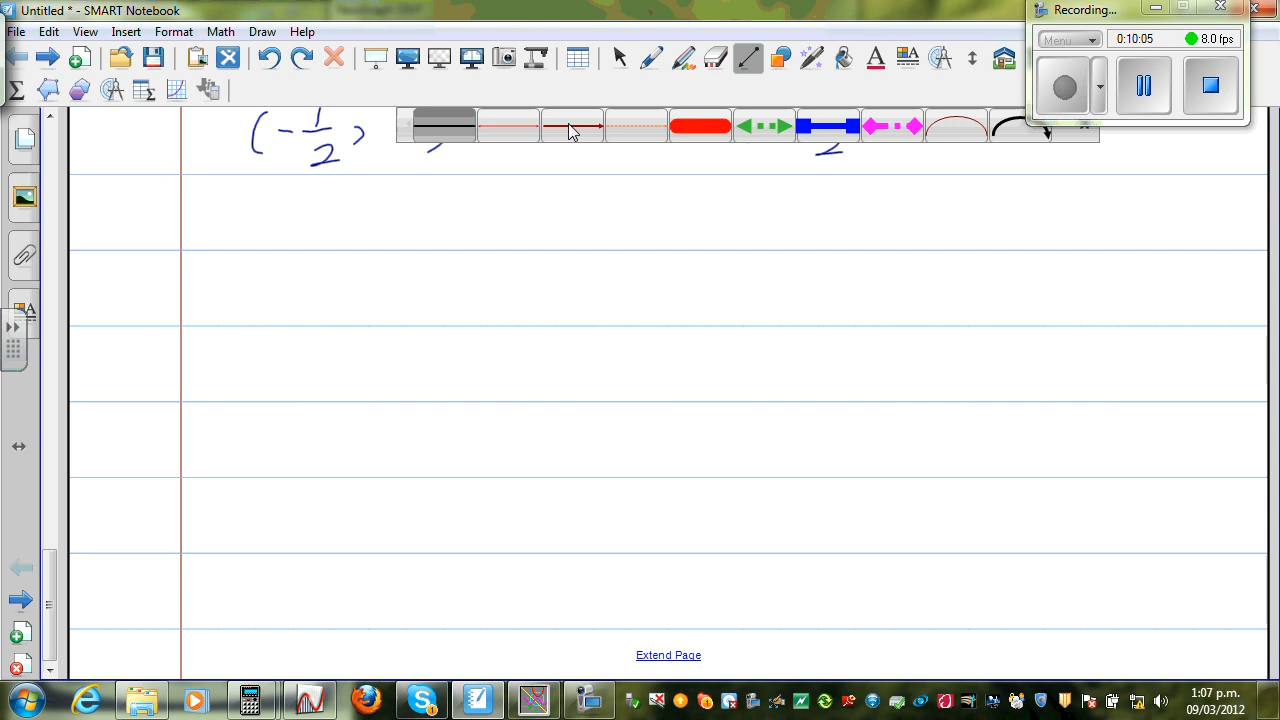 Untitled * - SMART Notebook
Recording...
File Edit View Insert Format Math Draw Help
Menu 0:10:05 8.0 fps
(-1/2)
Extend Page
1:07 p.m.
09/03/2012